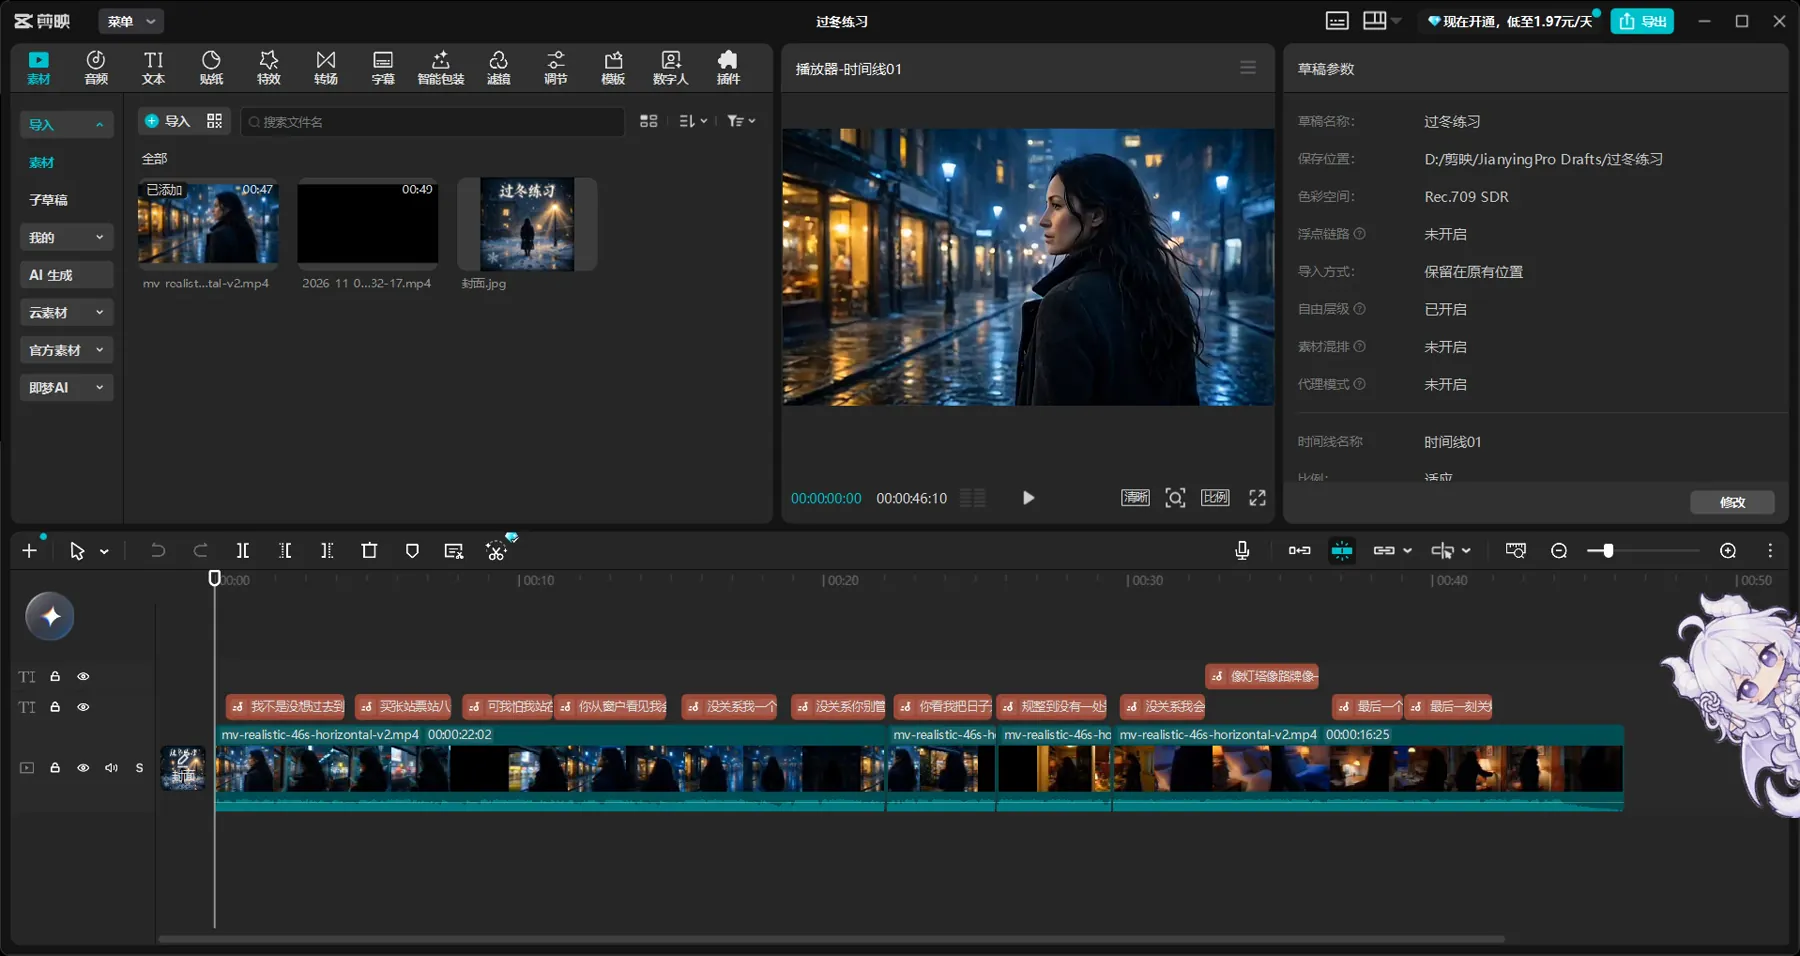 剪映
菜单
过冬练习
现在开通，低至1.97元/天
导出
素材
音频
文本
贴纸
特效
转场
字幕
智能包装
滤镜
调节
模板
数字人
插件
播放器-时间线01
草稿参数
导入
素材
子草稿
我的
AI 生成
云素材
官方素材
即梦AI
导入
搜索文件名
全部
已添加
00:47
00:49
过冬练习
mv realist...tal-v2.mp4
2026 11 0...32-17.mp4
封面.jpg
00:00:00:00
00:00:46:10
清晰
比例
草稿名称：
过冬练习
保存位置：
D:/剪映/JianyingPro Drafts/过冬练习
色彩空间：
Rec.709 SDR
浮点链路
未开启
导入方式：
保留在原有位置
自由层级
已开启
素材混排
未开启
代理模式
未开启
时间线名称
时间线01
比例：
适应
修改
00:00
00:10
00:20
00:30
00:40
00:50
TI
像灯塔像路牌像
TI
我不是没想过去到
买张站票站八
可我怕我站在
你从窗户看见我会
没关系我一个
没关系你别管
你看我把日子
规整到没有一处
没关系我会
最后一个
最后一刻关
mv-realistic-46s-horizontal-v2.mp4 00:00:22:02
mv-realistic-46s-h
mv-realistic-46s-ho
mv-realistic-46s-horizontal-v2.mp4 00:00:16:25
S
封面